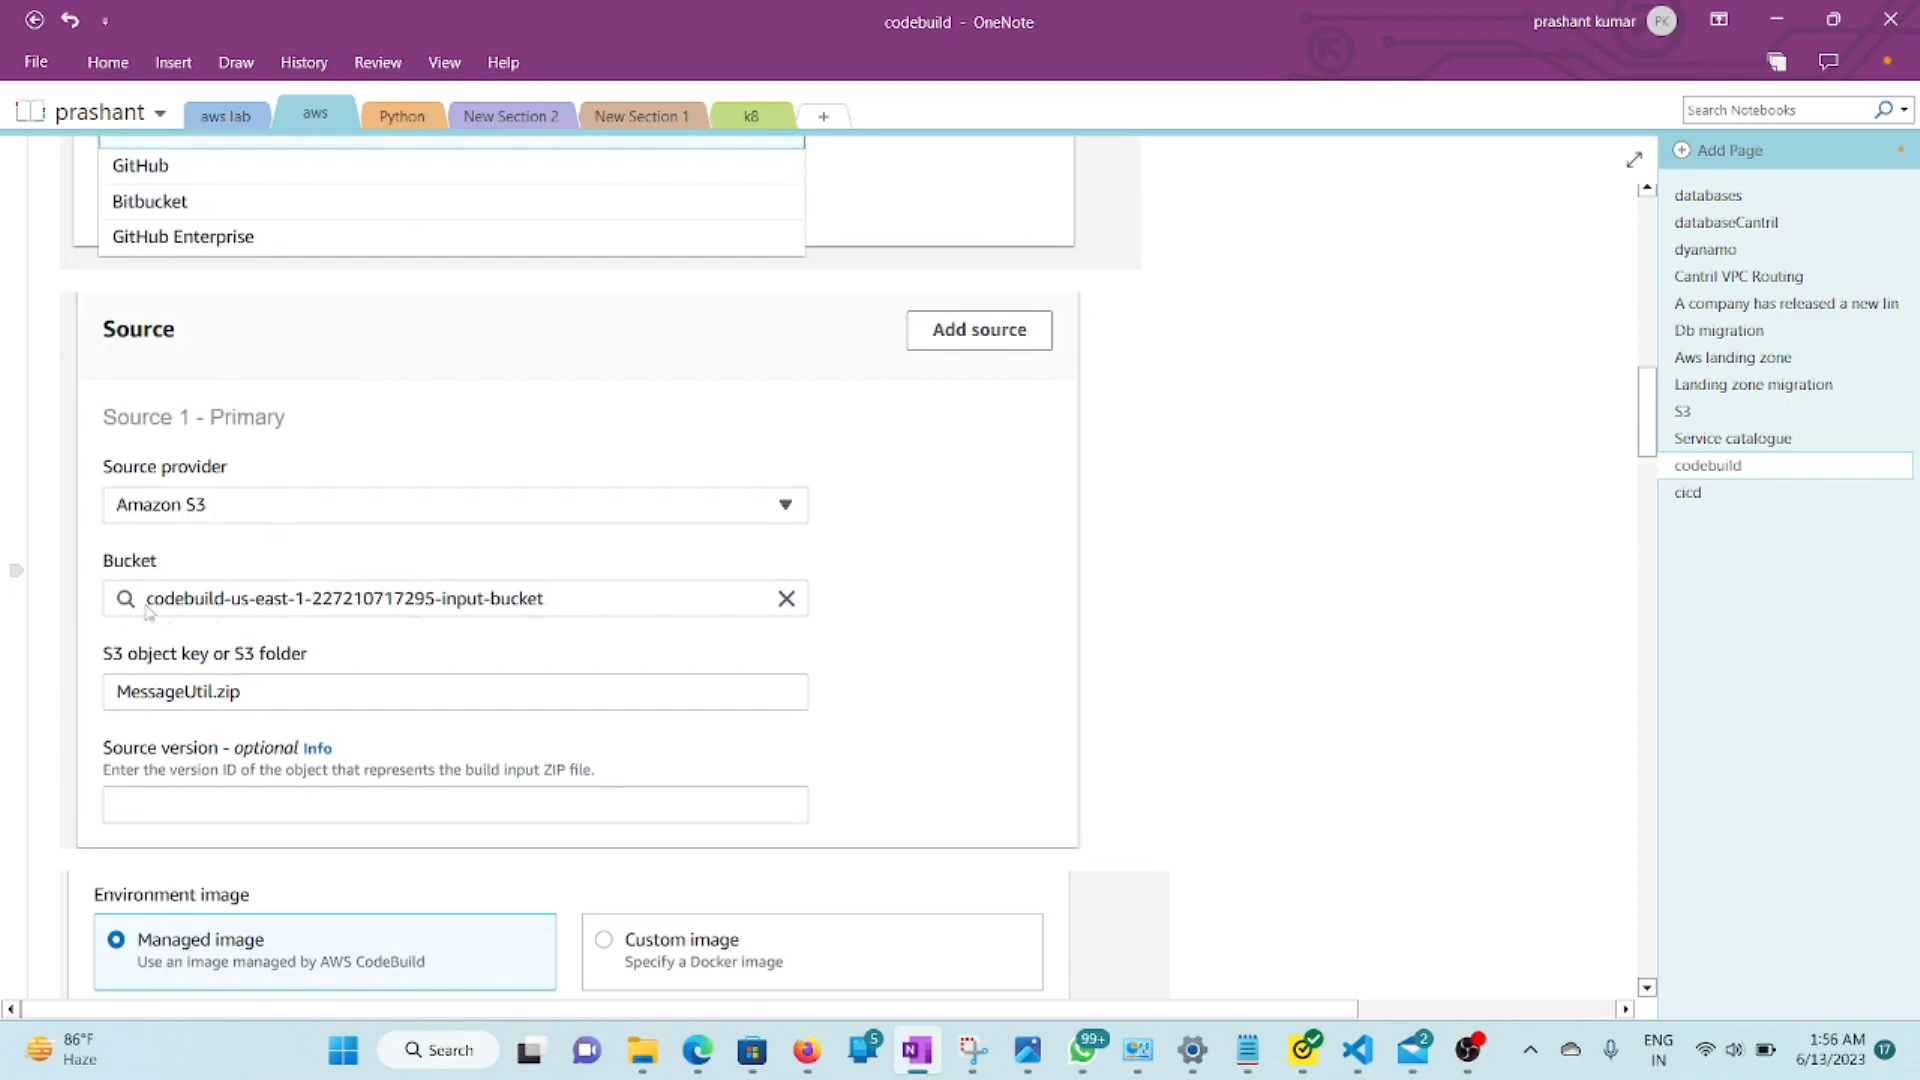 codebuild - OneNote
prashant kumar
PK
File
Home
Insert
Draw
History
Review
View
Help
prashant
aws lab
aws
Python
New Section 2
New Section 1
k8
+
Search Notebooks
GitHub
Bitbucket
GitHub Enterprise
Source
Add source
Source 1 - Primary
Source provider
Amazon S3
Bucket
codebuild-us-east-1-227210717295-input-bucket
S3 object key or S3 folder
MessageUtil.zip
Source version - optional Info
Enter the version ID of the object that represents the build input ZIP file.
Environment image
Managed image
Use an image managed by AWS CodeBuild
Custom image
Specify a Docker image
Add Page
databases
databaseCantril
dyanamo
Cantril VPC Routing
A company has released a new lin
Db migration
Aws landing zone
Landing zone migration
S3
Service catalogue
codebuild
cicd
86°F
Haze
Search
5
N
99+
2
ENG
IN
1:56 AM
6/13/2023
17